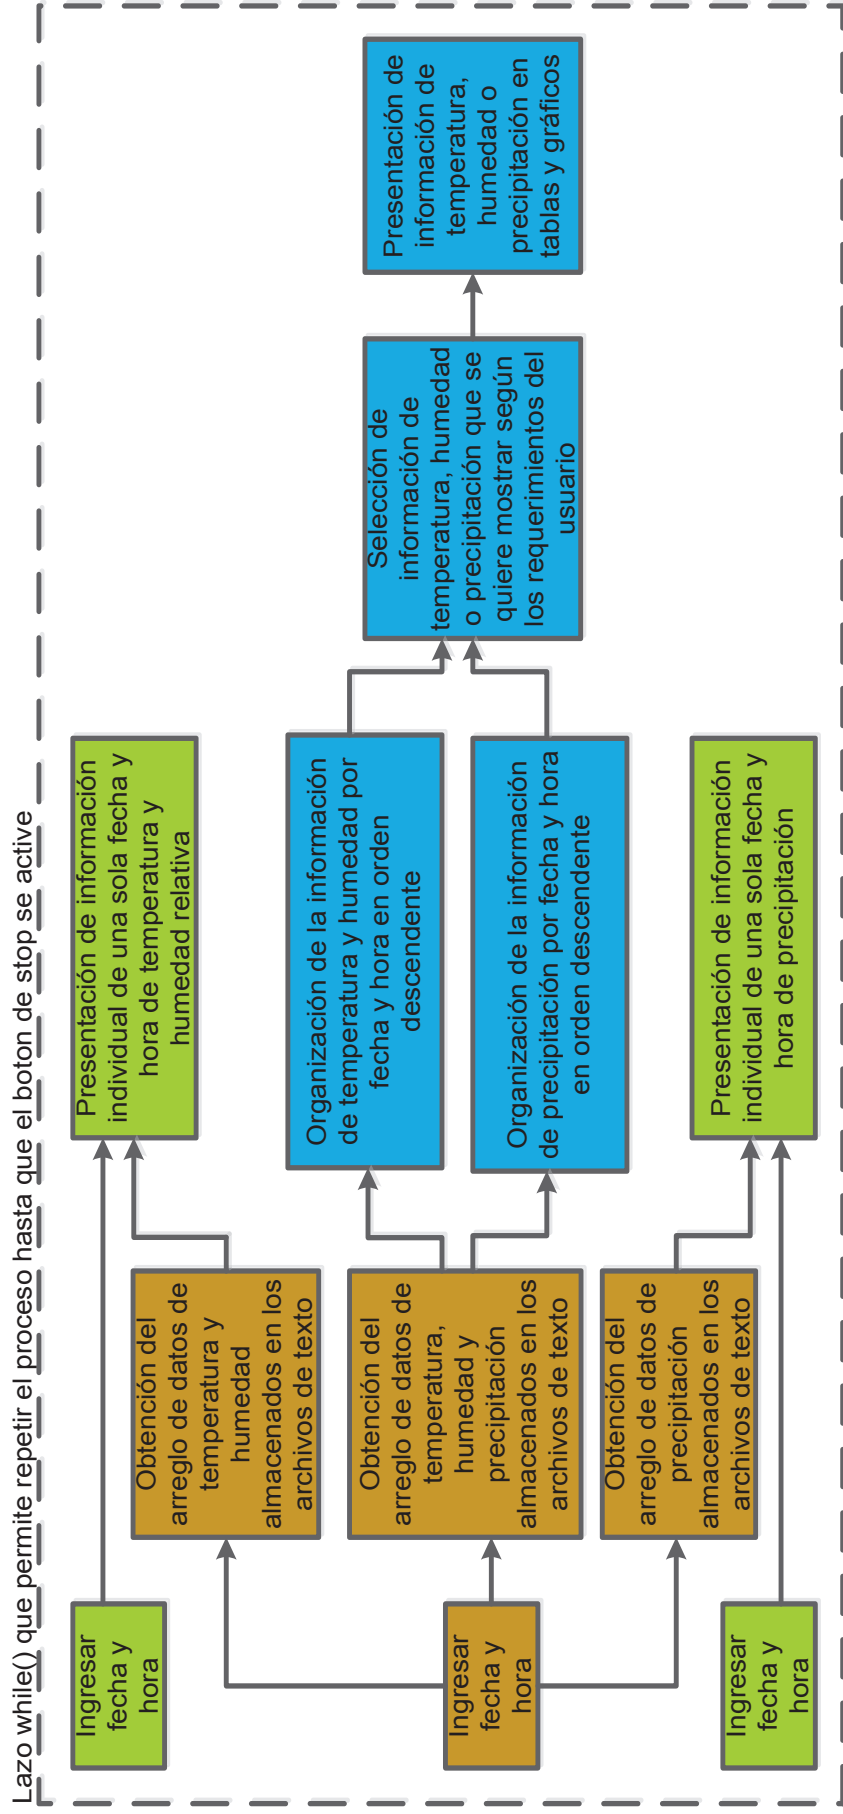 Lazo while() que permite repetir el proceso hasta que el boton de stop se active
Ingresar
fecha y
hora
Presentación de información
individual de una sola fecha y
hora de temperatura y
humedad relativa
Obtención del
arreglo de datos de
temperatura y
humedad
almacenados en los
archivos de texto
Ingresar
fecha y
hora
Obtención del
arreglo de datos de
temperatura,
humedad y
precipitación
almacenados en los
archivos de texto
Organización de la información
de temperatura y humedad por
fecha y hora en orden
descendente
Organización de la información
de precipitación por fecha y hora
en orden descendente
Selección de
información de
temperatura, humedad
o precipitación que se
quiere mostrar según
los requerimientos del
usuario
Presentación de
información de
temperatura,
humedad o
precipitación en
tablas y gráficos
Obtención del
arreglo de datos de
precipitación
almacenados en los
archivos de texto
Ingresar
fecha y
hora
Presentación de información
individual de una sola fecha y
hora de precipitación